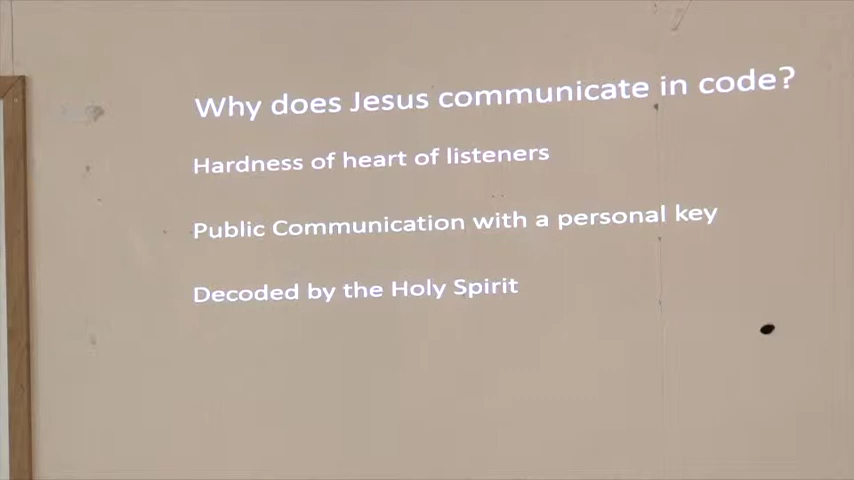 Why does Jesus communicate in code?
Hardness of heart of listeners
Public Communication with a personal key
Decoded by the Holy Spirit